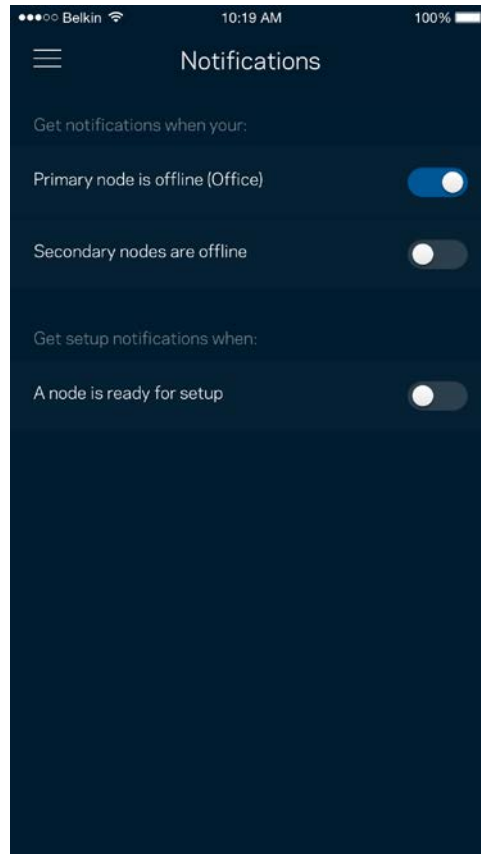 Belkin 10:19 AM 100%
Notifications
Get notifications when your:
Primary node is offline (Office)
Secondary nodes are offline
Get setup notifications when:
A node is ready for setup